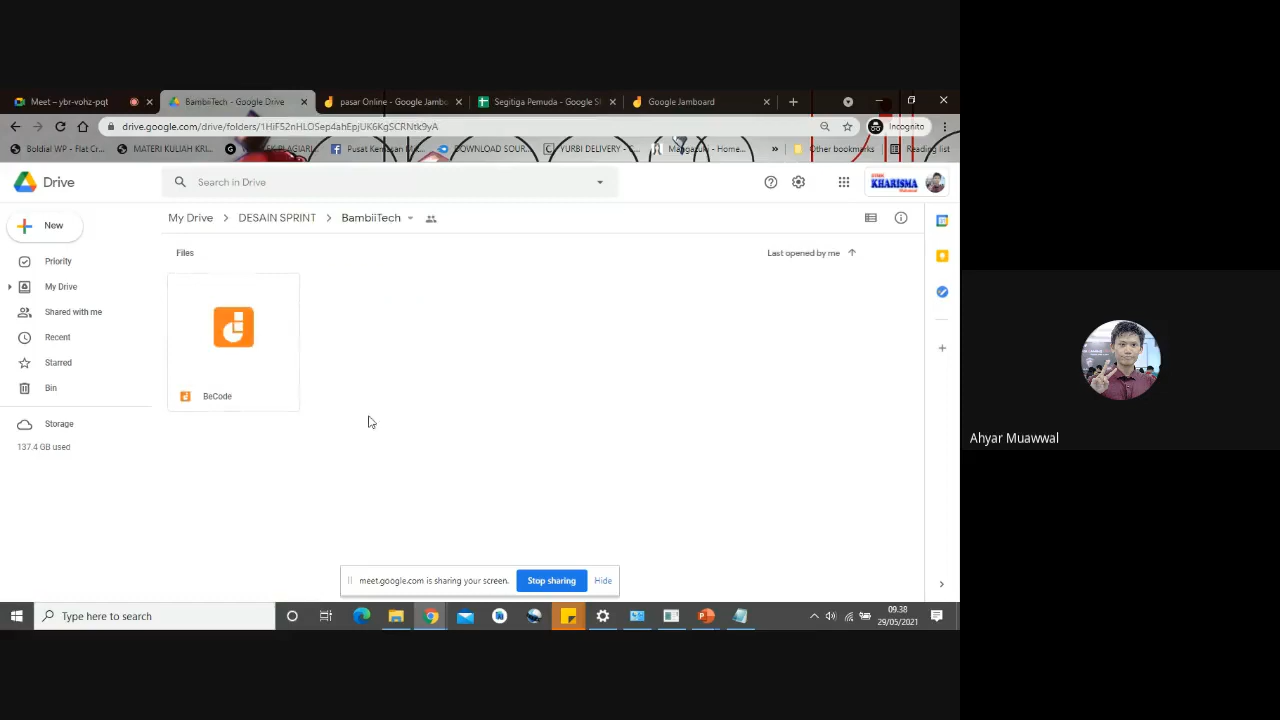 Meet – ybr-vohz-pqt
BambiiTech - Google Drive
pasar Online - Google Jambo
Segitiga Pemuda - Google S
Google Jamboard
drive.google.com/drive/folders/1HiF52nHLOSep4ahEpjUK6KgSCRNtk9yA
Incognito
Boldial WP - Flat Cr...
MATERI KULIAH KRI...
PLAGIARI...
Pusat Kemasan
DOWNLOAD SOUR...
YURBI DELIVERY - C...
Home...
Other bookmarks
Reading list
Drive
Search in Drive
KHARISMA
New
My Drive
DESAIN SPRINT
BambiiTech
Files
Last opened by me
Priority
My Drive
Shared with me
Recent
Starred
Bin
BeCode
Storage
137.4 GB used
Ahyar Muawwal
meet.google.com is sharing your screen.
Stop sharing
Hide
Type here to search
09.38
29/05/2021